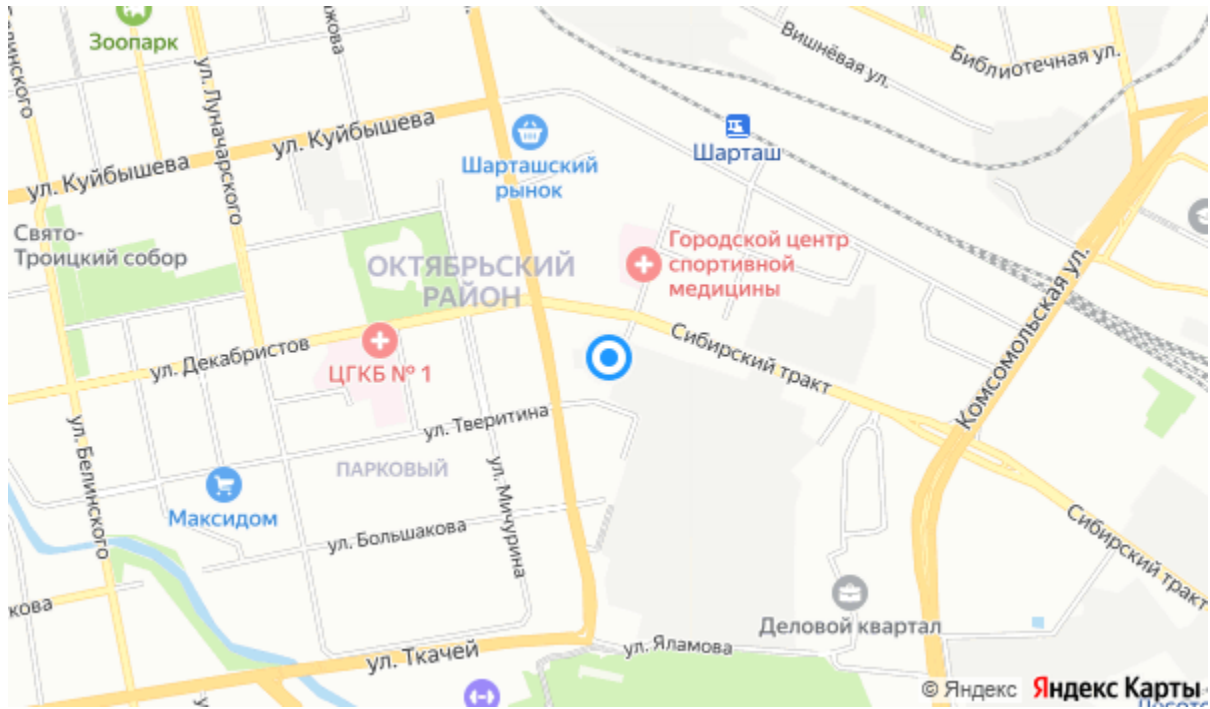 Зоопарк
Вишнёвая ул.
Библиотечная ул.
ул. Луначарского
ул. Куйбышева
ул. Куйбышева
Шарташ
Шарташский
рынок
Свято-
Троицкий собор
Городской центр
спортивной
медицины
ОКТЯБРЬСКИЙ
РАЙОН
Комсомольская ул.
Сибирский тракт
ул. Декабристов
ЦГКБ № 1
ул. Тверитина
ул. Белинского
ПАРКОВЫЙ
ул. Мичурина
Максидом
ул. Большакова
Сибирский тракт
Деловой квартал
ул. Ткачей
ул. Яламова
© Яндекс Яндекс Карты